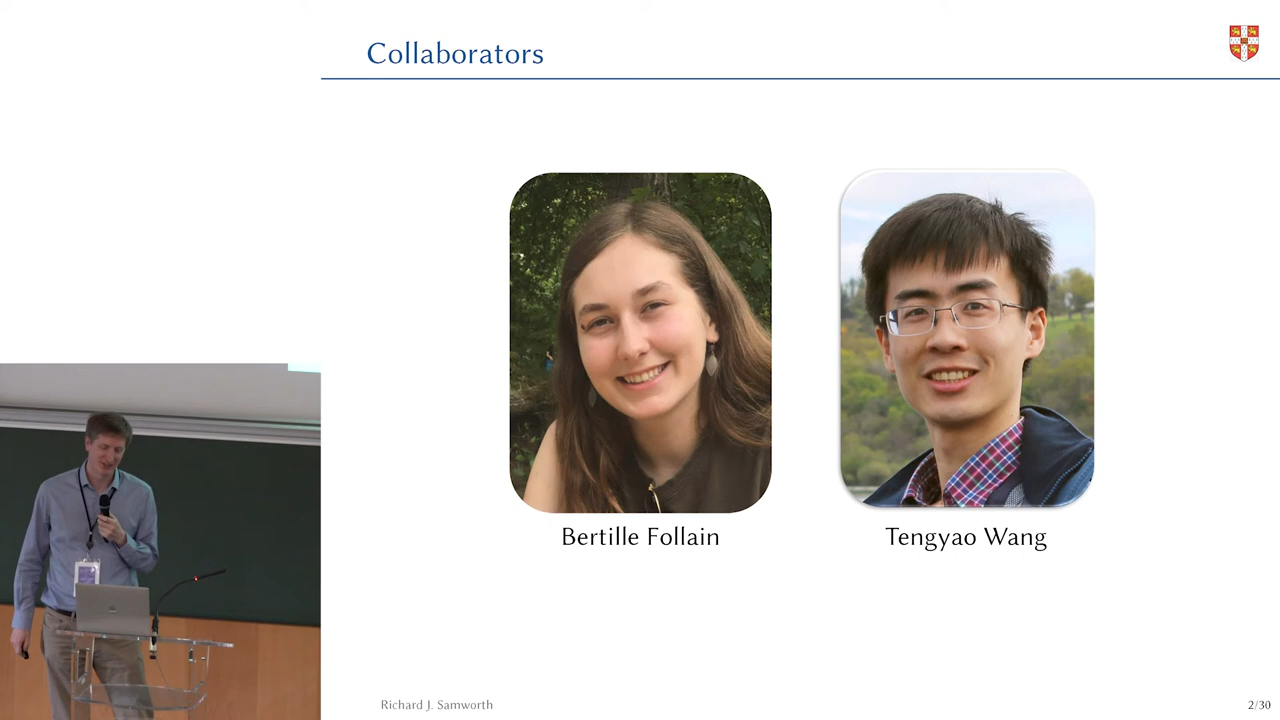 Collaborators
Bertille Follain
Tengyao Wang
Richard J. Samworth
2/30